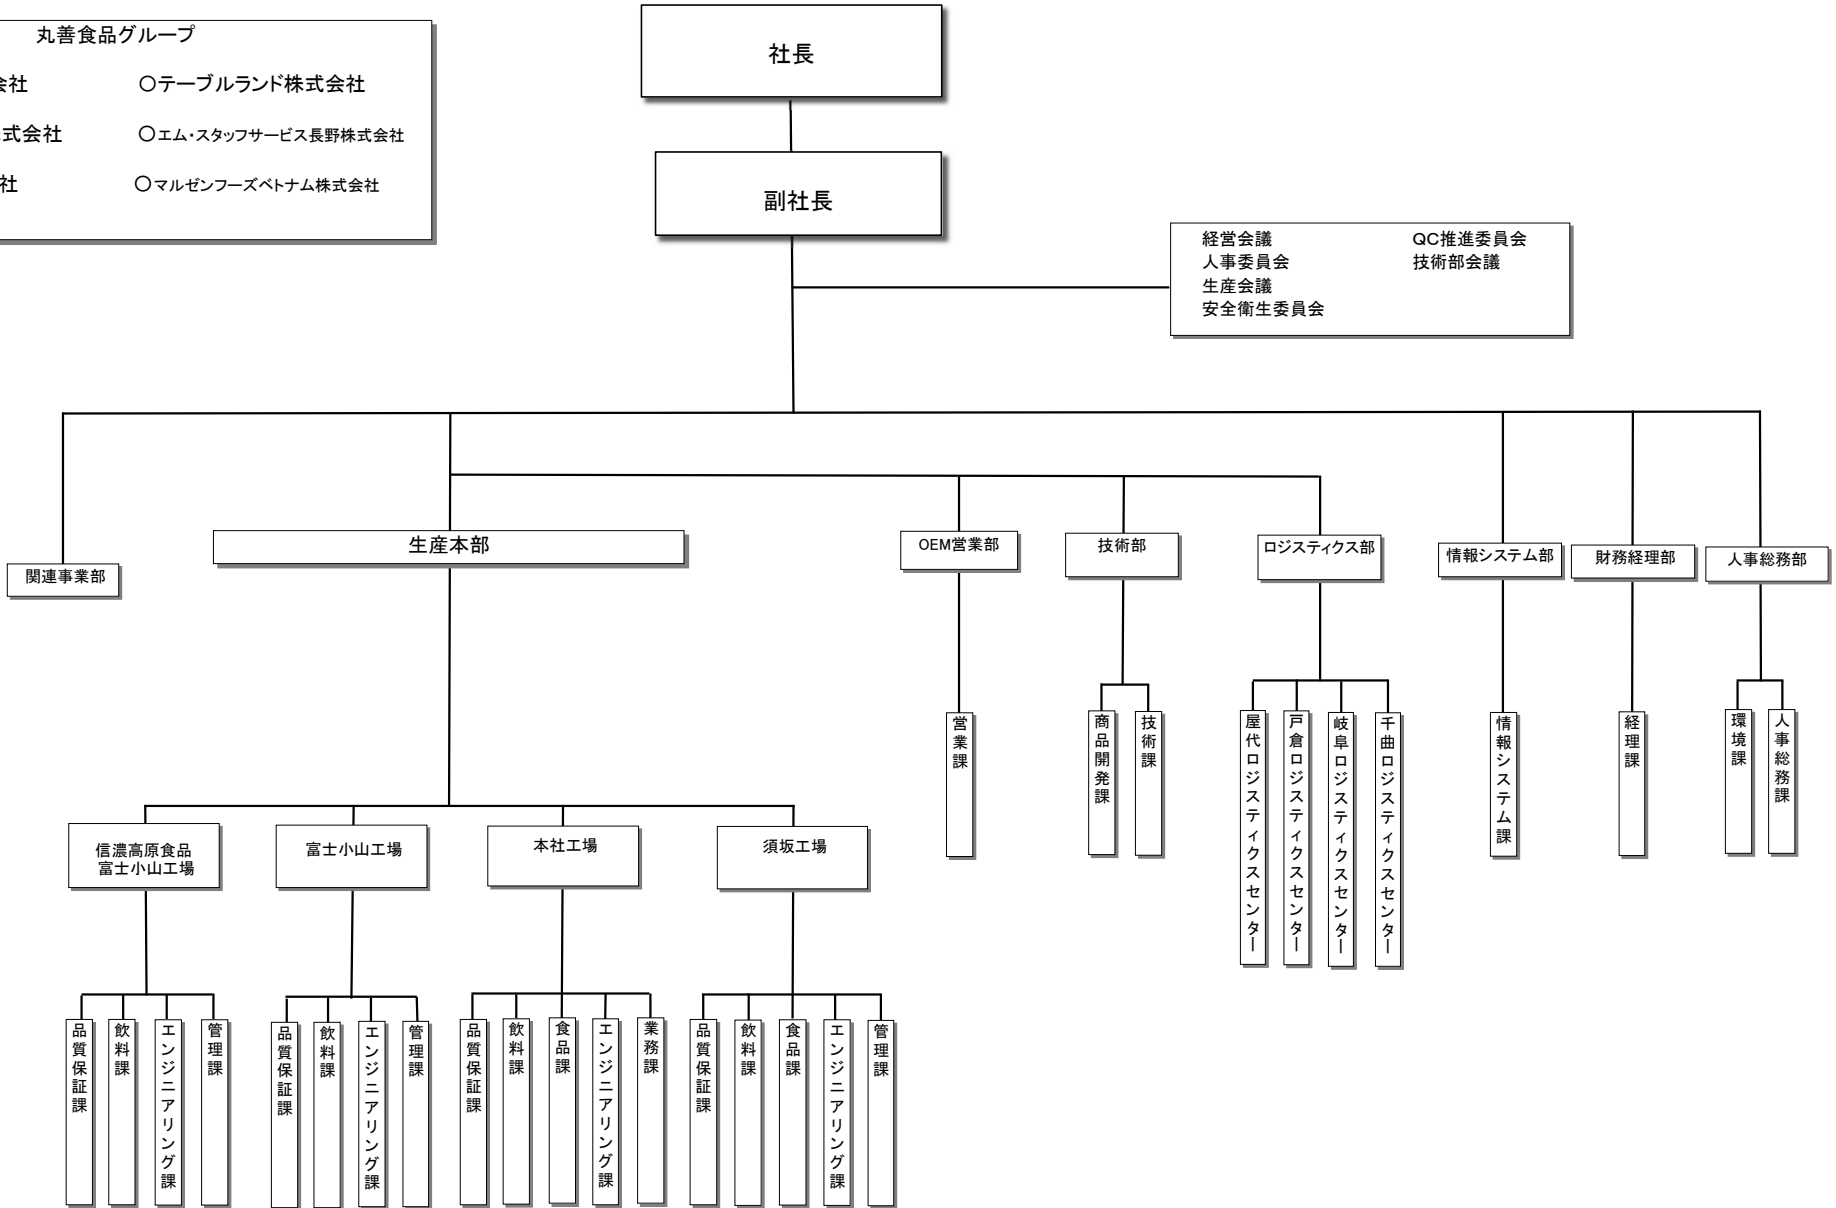 丸善食品グループ
会社 ○テーブルランド株式会社
式会社 ○エム・スタッフサービス長野株式会社
社 ○マルゼンフーズベトナム株式会社
社長
副社長
経営会議 QC推進委員会
人事委員会 技術部会議
生産会議
安全衛生委員会
関連事業部
生産本部
OEM営業部
技術部
ロジスティクス部
情報システム部
財務経理部
人事総務部
営業課
商品開発課
技術課
屋代ロジスティクスセンター
戸倉ロジスティクスセンター
岐阜ロジスティクスセンター
千曲ロジスティクスセンター
情報システム課
経理課
環境課
人事総務課
信濃高原食品
富士小山工場
富士小山工場
本社工場
須坂工場
品質保証課
飲料課
エンジニアリング課
管理課
品質保証課
飲料課
エンジニアリング課
管理課
品質保証課
飲料課
食品課
エンジニアリング課
業務課
品質保証課
飲料課
食品課
エンジニアリング課
管理課